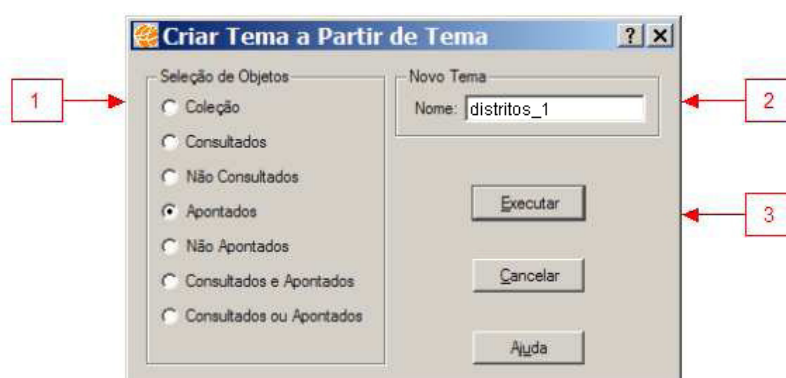 Criar Tema a Partir de Tema
? ×
Seleção de Objetos
Coleção
Consultados
Não Consultados
Apontados
Não Apontados
Consultados e Apontados
Consultados ou Apontados
Novo Tema
Nome: distritos_1
Executar
Cancelar
Ajuda
1
2
3